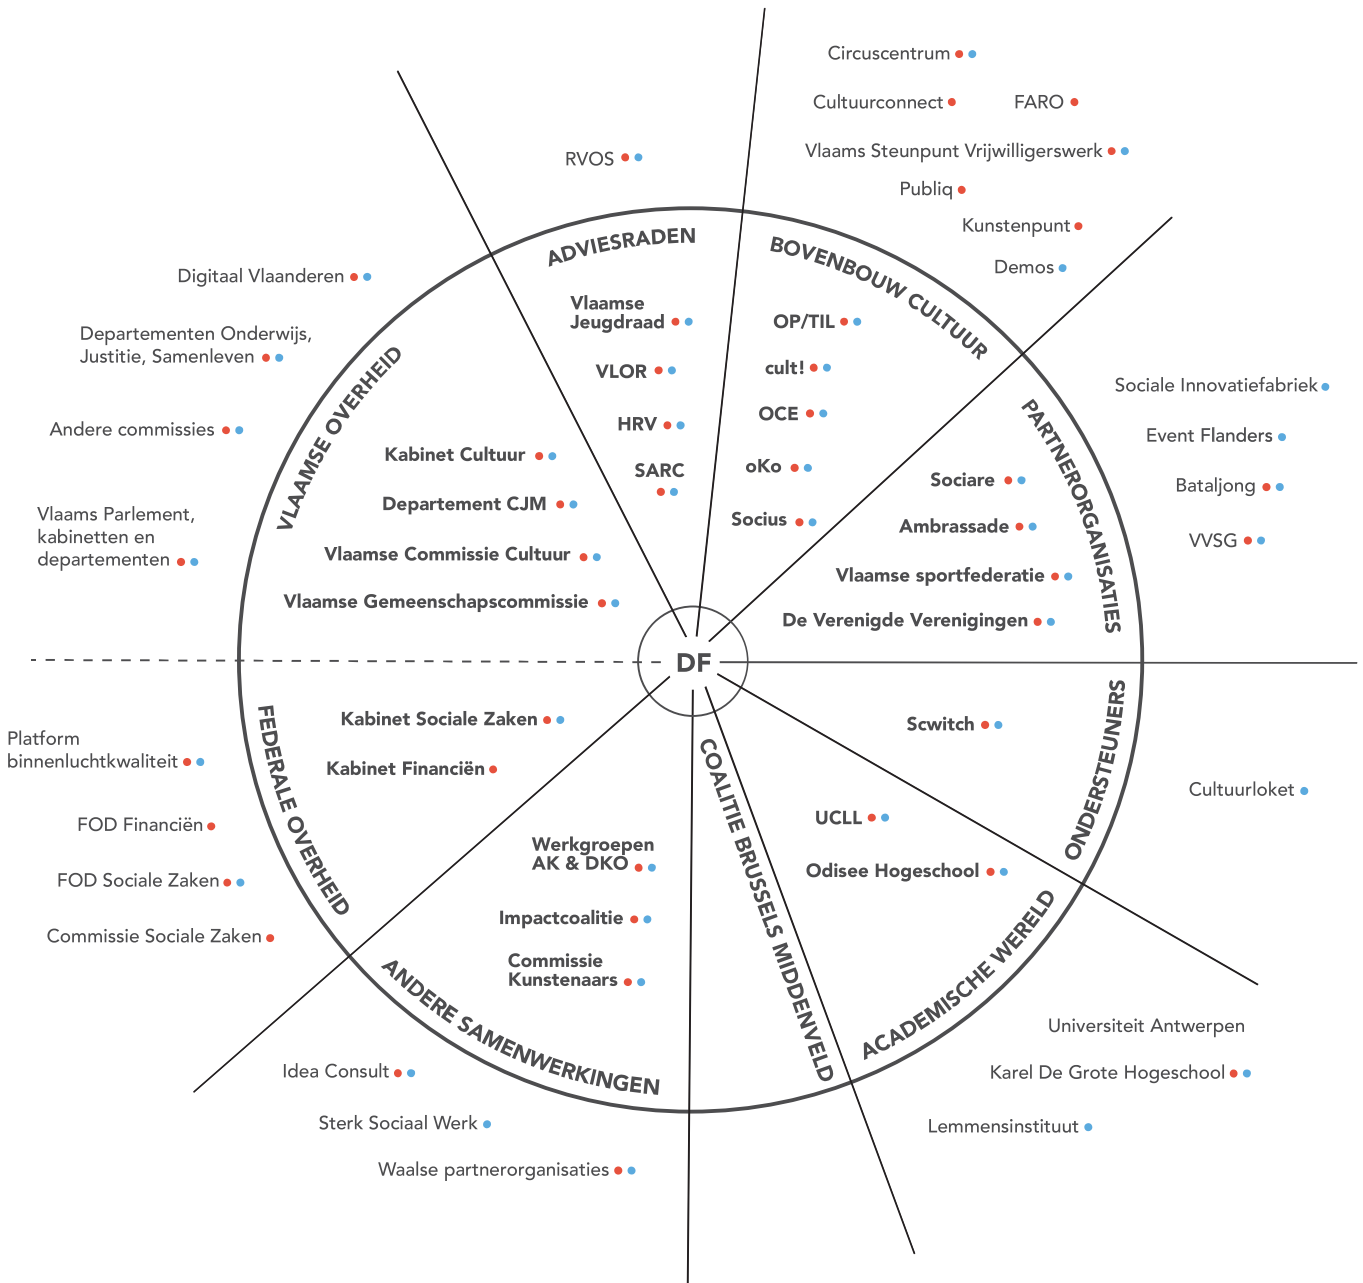 Circuscentrum
Cultuurconnect
FARO
Vlaams Steunpunt Vrijwilligerswerk
Publiq
Kunstenpunt
Demos
BOVENBOUW CULTUUR
OP/TIL
cult!
OCE
oKo
Socius
Sociale Innovatiefabriek
Event Flanders
Bataljong
VVSG
PARTNERORGANISATIES
Sociare
Ambrassade
Vlaamse sportfederatie
De Verenigde Verenigingen
ONDERSTEUNERS
Scwitch
Cultuurloket
ACADEMISCHE WERELD
UCLL
Odisee Hogeschool
Universiteit Antwerpen
Karel De Grote Hogeschool
Lemmensinstituut
COALITIE BRUSSELS MIDDENVELD
ANDERE SAMENWERKINGEN
Werkgroepen
AK & DKO
Impactcoalitie
Commissie
Kunstenaars
Idea Consult
Sterk Sociaal Werk
Waalse partnerorganisaties
FEDERALE OVERHEID
Kabinet Sociale Zaken
Kabinet Financiën
Platform
binnenluchtkwaliteit
FOD Financiën
FOD Sociale Zaken
Commissie Sociale Zaken
VLAAMSE OVERHEID
Kabinet Cultuur
Departement CJM
Vlaamse Commissie Cultuur
Vlaamse Gemeenschapscommissie
Digitaal Vlaanderen
Departementen Onderwijs,
Justitie, Samenleven
Andere commissies
Vlaams Parlement,
kabinetten en
departementen
ADVIESRADEN
RVOS
Vlaamse
Jeugdraad
VLOR
HRV
SARC
DF